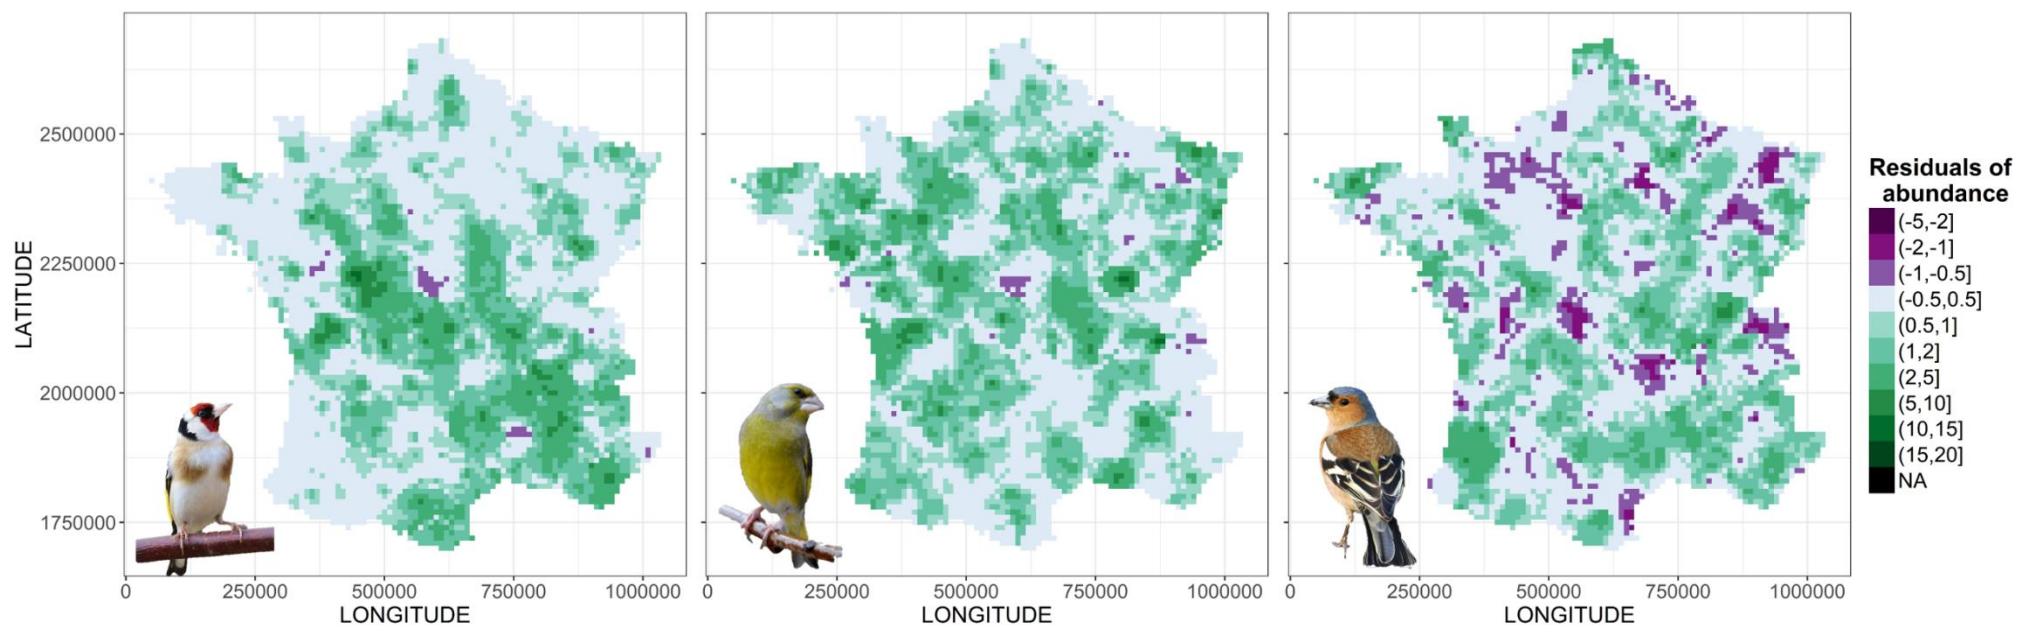 LATITUDE
2500000
2250000
2000000
1750000
0 250000 500000 750000 1000000
LONGITUDE
0 250000 500000 750000 1000000
LONGITUDE
0 250000 500000 750000 1000000
LONGITUDE
Residuals of
abundance
(-5,-2]
(-2,-1]
(-1,-0.5]
(-0.5,0.5]
(0.5,1]
(1,2]
(2,5]
(5,10]
(10,15]
(15,20]
NA